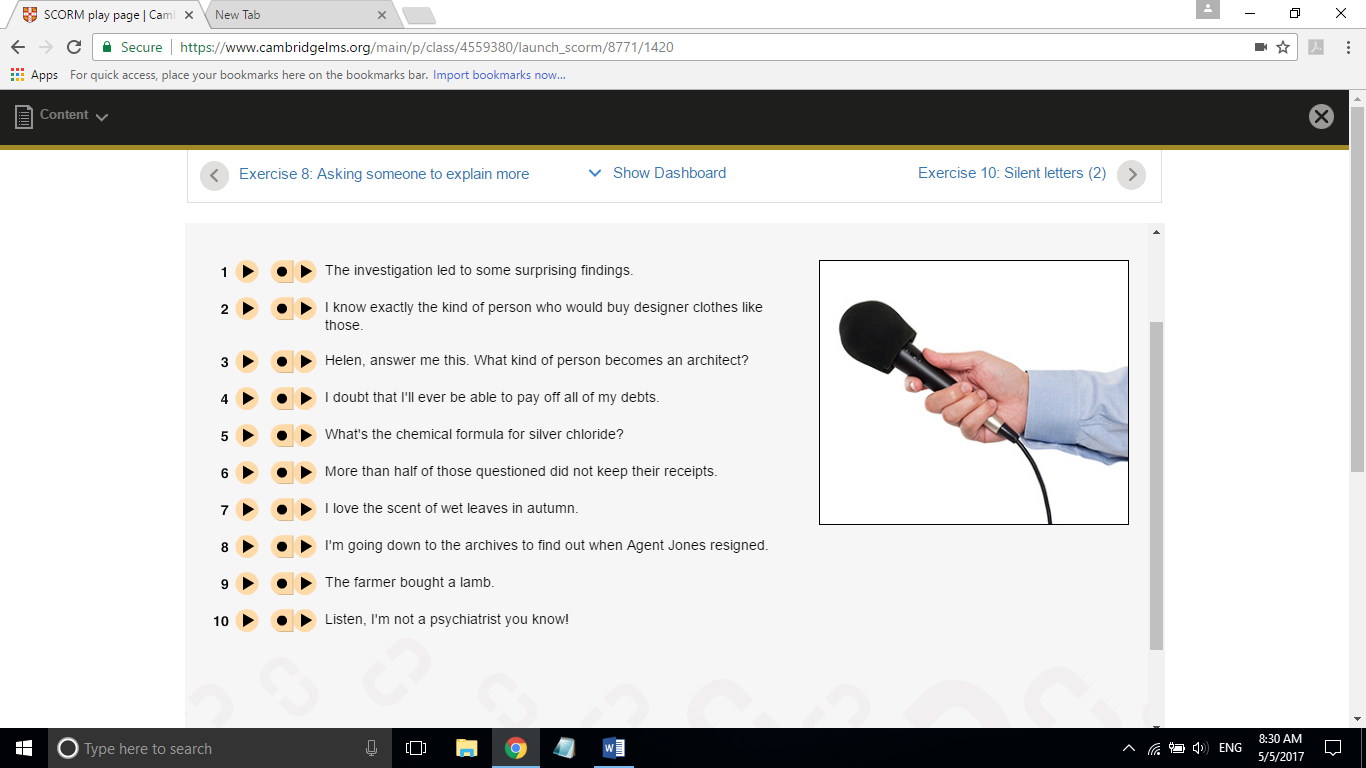 SCORM play page | Cam
New Tab
Secure
https://www.cambridgelms.org/main/p/class/4559380/launch_scorm/8771/1420
Apps For quick access, place your bookmarks here on the bookmarks bar. Import bookmarks now...
Content
Exercise 8: Asking someone to explain more
Show Dashboard
Exercise 10: Silent letters (2)
1 The investigation led to some surprising findings.
2 I know exactly the kind of person who would buy designer clothes like
those.
3 Helen, answer me this. What kind of person becomes an architect?
4 I doubt that I'll ever be able to pay off all of my debts.
5 What's the chemical formula for silver chloride?
6 More than half of those questioned did not keep their receipts.
7 I love the scent of wet leaves in autumn.
8 I'm going down to the archives to find out when Agent Jones resigned.
9 The farmer bought a lamb.
10 Listen, I'm not a psychiatrist you know!
Type here to search
ENG
8:30 AM
5/5/2017